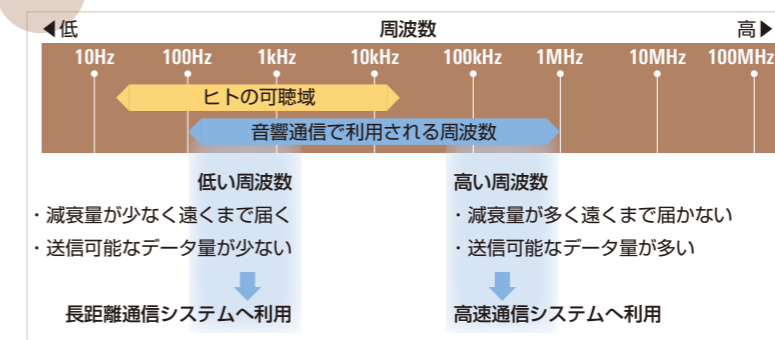 ◀低 周波数 高▶
10Hz 100Hz 1kHz 10kHz 100kHz 1MHz 10MHz 100MHz
ヒトの可聴域
音響通信で利用される周波数
低い周波数
・減衰量が少なく遠くまで届く
・送信可能なデータ量が少ない
長距離通信システムへ利用
高い周波数
・減衰量が多く遠くまで届かない
・送信可能なデータ量が多い
高速通信システムへ利用